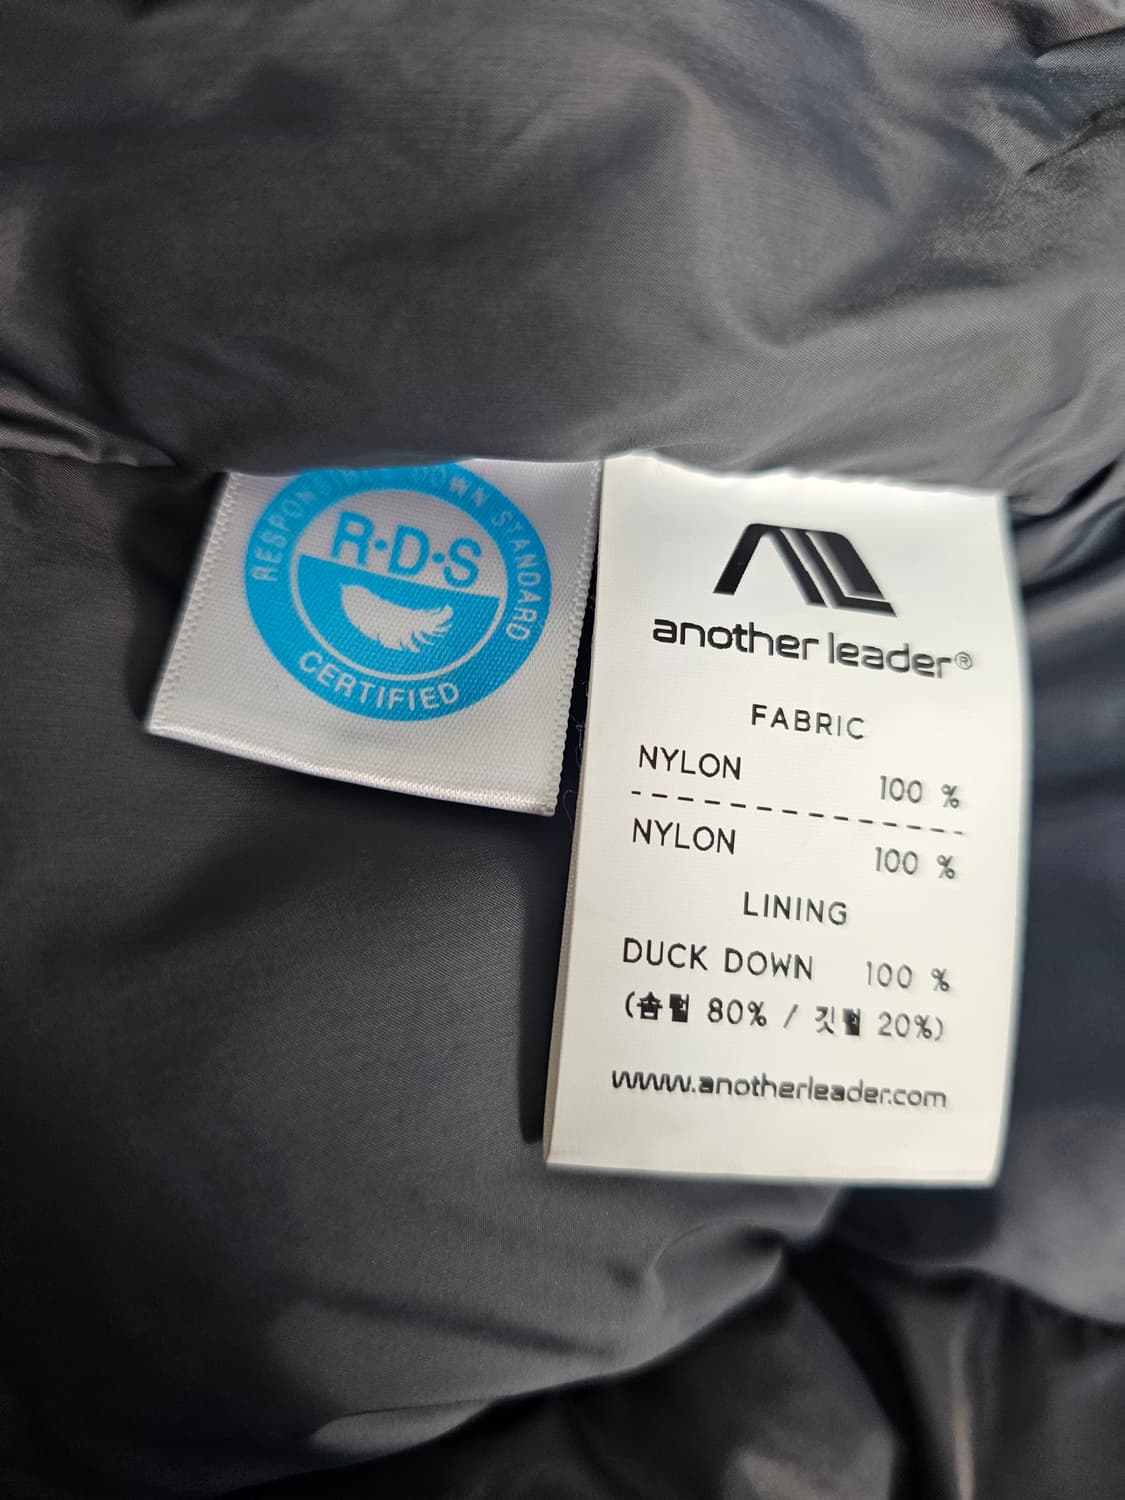 STANDARD
R·D·S
CERTIFIED
another leader®
FABRIC
NYLON 100 %
NYLON 100 %
LINING
DUCK DOWN 100 %
(솜털 80% / 깃털 20%)
www.anotherleader.com